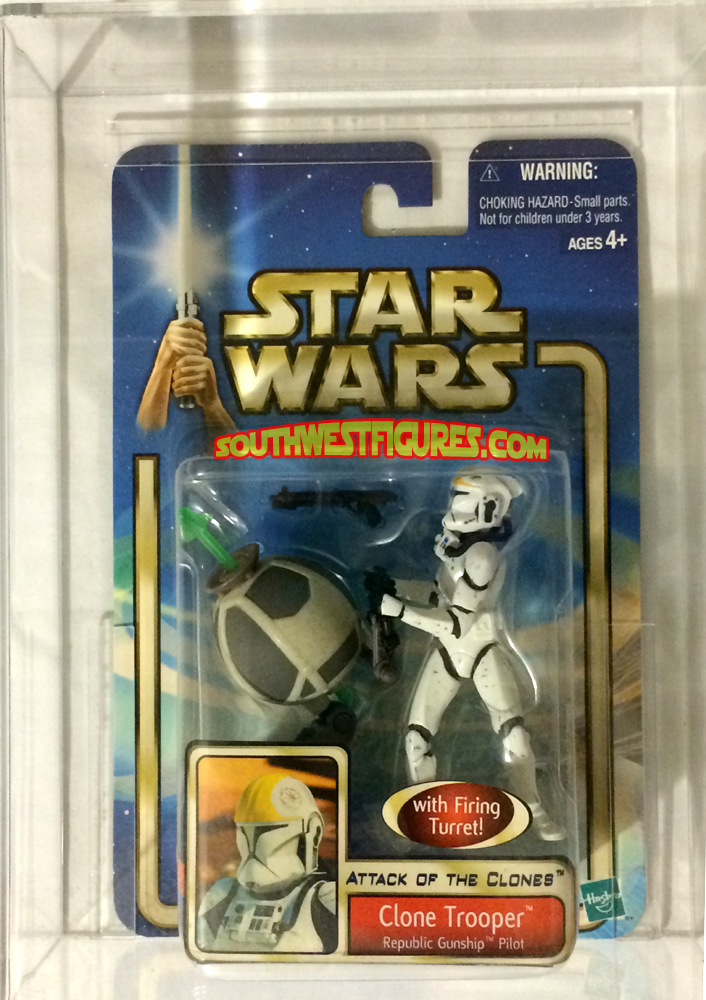 WARNING:
CHOKING HAZARD-Small parts.
Not for children under 3 years.
AGES 4+
STAR
WARS
SOUTHWESTFIGURES.COM
with Firing
Turret!
ATTACK OF THE CLONES™
Clone Trooper™
Republic Gunship™ Pilot
Hasbro